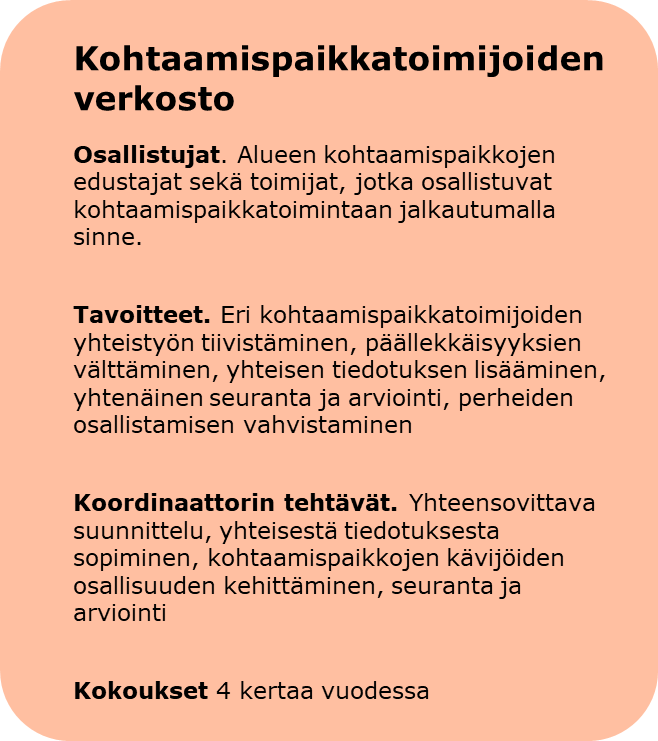 Kohtaamispaikkatoimijoiden
verkosto
Osallistujat. Alueen kohtaamispaikkojen
edustajat sekä toimijat, jotka osallistuvat
kohtaamispaikkatoimintaan jalkautumalla
sinne.
Tavoitteet. Eri kohtaamispaikkatoimijoiden
yhteistyön tiivistäminen, päällekkäisyyksien
välttäminen, yhteisen tiedotuksen lisääminen,
yhtenäinen seuranta ja arviointi, perheiden
osallistamisen vahvistaminen
Koordinaattorin tehtävät. Yhteensovittava
suunnittelu, yhteisestä tiedotuksesta
sopiminen, kohtaamispaikkojen kävijöiden
osallisuuden kehittäminen, seuranta ja
arviointi
Kokoukset 4 kertaa vuodessa